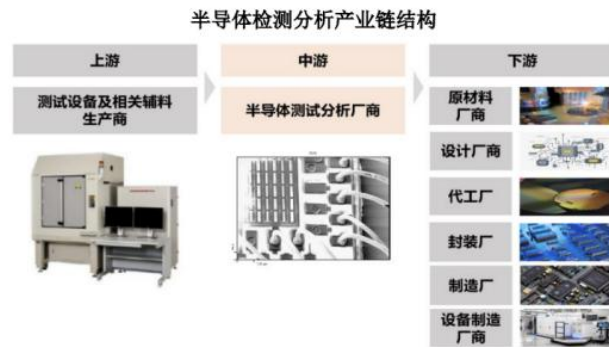 半导体检测分析产业链结构
上游
中游
下游
测试设备及相关辅料
生产商
半导体测试分析厂商
原材料
厂商
设计厂商
代工厂
封装厂
制造厂
设备制造
厂商